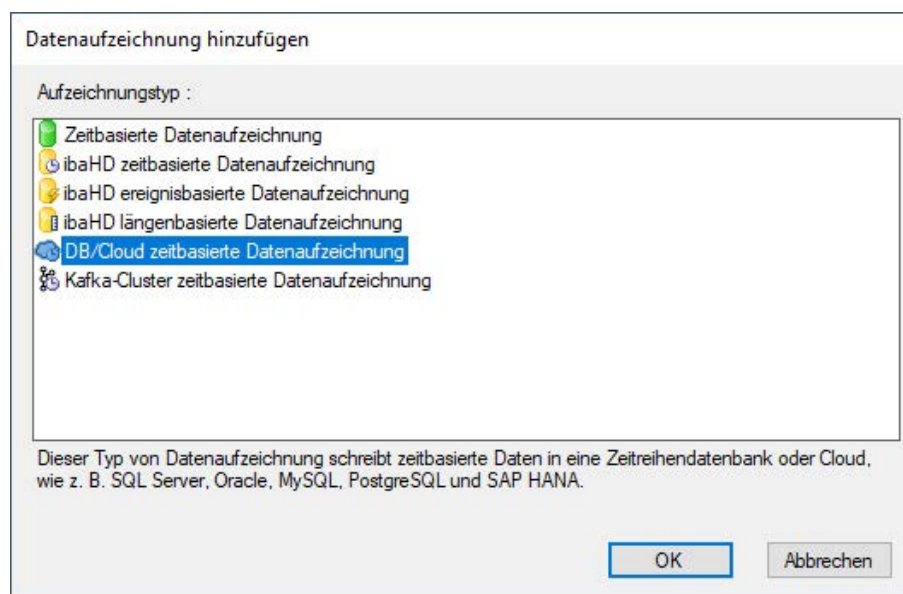 Datenaufzeichnung hinzufügen
Aufzeichnungstyp :
Zeitbasierte Datenaufzeichnung
ibaHD zeitbasierte Datenaufzeichnung
ibaHD ereignisbasierte Datenaufzeichnung
ibaHD längenbasierte Datenaufzeichnung
DB/Cloud zeitbasierte Datenaufzeichnung
Kafka-Cluster zeitbasierte Datenaufzeichnung
Dieser Typ von Datenaufzeichnung schreibt zeitbasierte Daten in eine Zeitreihendatenbank oder Cloud,
wie z. B. SQL Server, Oracle, MySQL, PostgreSQL und SAP HANA.
OK Abbrechen